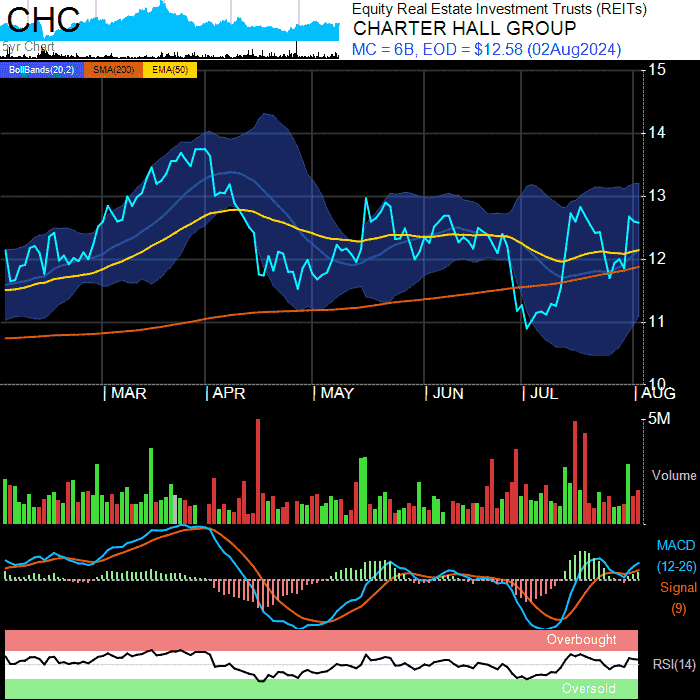 CHC
5yr Chart
Equity Real Estate Investment Trusts (REITs)
CHARTER HALL GROUP
MC = 6B, EOD = $12.58 (02Aug2024)
BollBands(20,2) SMA(200) EMA(50)
15
14
13
12
11
10
MAR APR MAY JUN JUL AUG
5M
Volume
MACD
(12-26)
Signal
(9)
Overbought
RSI(14)
Oversold